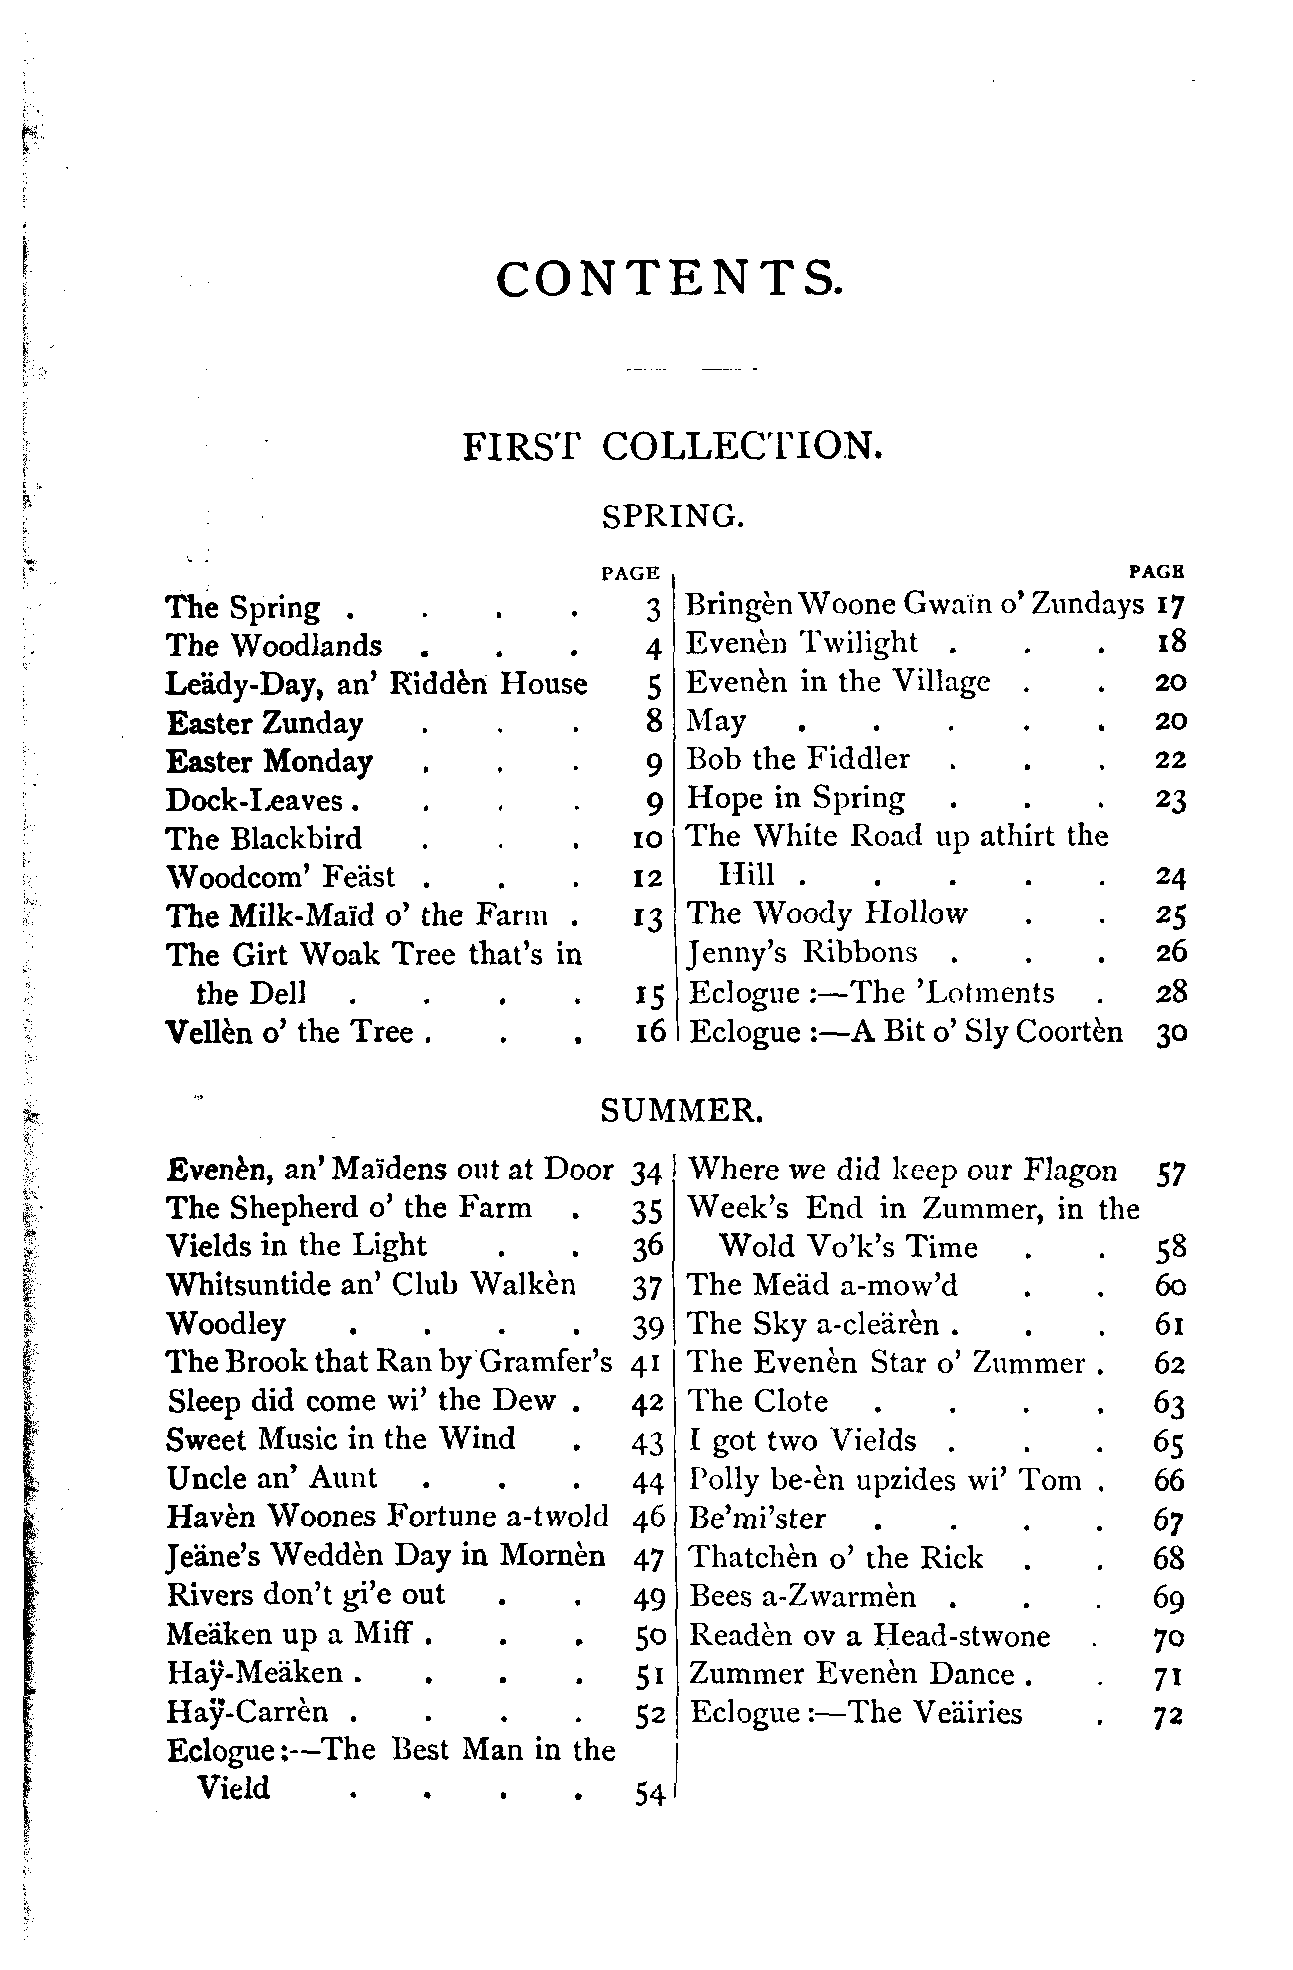 CONTENTS.
FIRST COLLECTION.
SPRING.
PAGE
The Spring . . . . 3
The Woodlands . . . 4
Leädy-Day, an' Riddèn House 5
Easter Zunday . . . 8
Easter Monday . . . 9
Dock-Leaves . . . . 9
The Blackbird . . . 10
Woodcom' Feäst . . . 12
The Milk-Maïd o' the Farm . 13
The Girt Woak Tree that's in
the Dell . . . . 15
Vellèn o' the Tree . . . 16
PAGE
Bringèn Woone Gwaïn o' Zundays 17
Evenèn Twilight . . . 18
Evenèn in the Village . . 20
May . . . . . 20
Bob the Fiddler . . . 22
Hope in Spring . . . 23
The White Road up athirt the
Hill . . . . . 24
The Woody Hollow . . 25
Jenny's Ribbons . . . 26
Eclogue :—The 'Lotments . 28
Eclogue :—A Bit o' Sly Coortèn 30
SUMMER.
Evenèn, an' Maïdens out at Door 34
The Shepherd o' the Farm . 35
Vields in the Light . . 36
Whitsuntide an' Club Walkèn 37
Woodley . . . . 39
The Brook that Ran by Gramfer's 41
Sleep did come wi' the Dew . 42
Sweet Music in the Wind . 43
Uncle an' Aunt . . . 44
Havèn Woones Fortune a-twold 46
Jeäne's Weddèn Day in Mornèn 47
Rivers don't gi'e out . . 49
Meäken up a Miff . . . 50
Haÿ-Meäken . . . . 51
Haÿ-Carrèn . . . . 52
Eclogue :—The Best Man in the
Vield . . . . 54
Where we did keep our Flagon 57
Week's End in Zummer, in the
Wold Vo'k's Time . . 58
The Meäd a-mow'd . . 60
The Sky a-cleärèn . . . 61
The Evenèn Star o' Zummer . 62
The Clote . . . . 63
I got two Vields . . . 65
Polly be-èn upzides wi' Tom . 66
Be'mi'ster . . . . 67
Thatchèn o' the Rick . . 68
Bees a-Zwarmèn . . . 69
Readèn ov a Head-stwone . 70
Zummer Evenèn Dance . . 71
Eclogue :—The Veäiries . 72